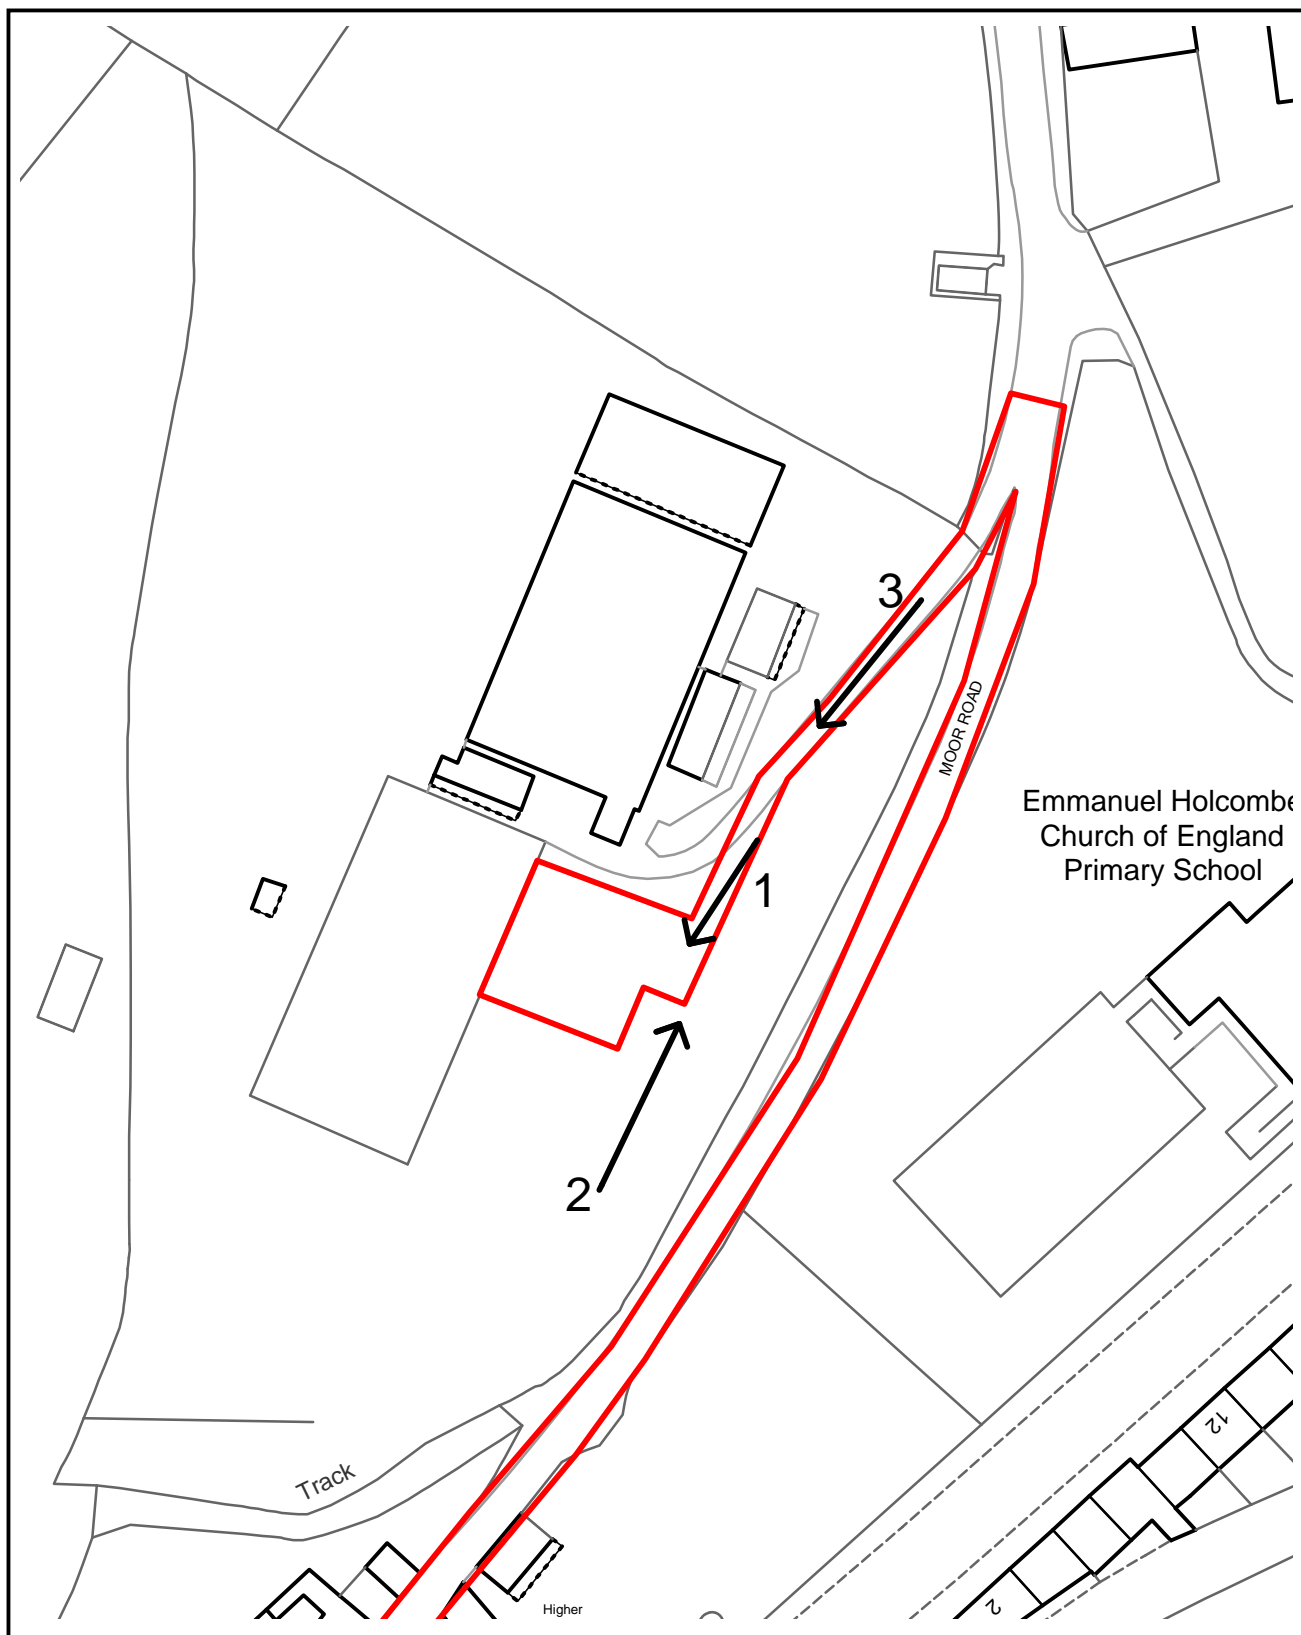 3
MOOR ROAD
Emmanuel Holcombe
Church of England
Primary School
1
2
12
Track
2
Higher